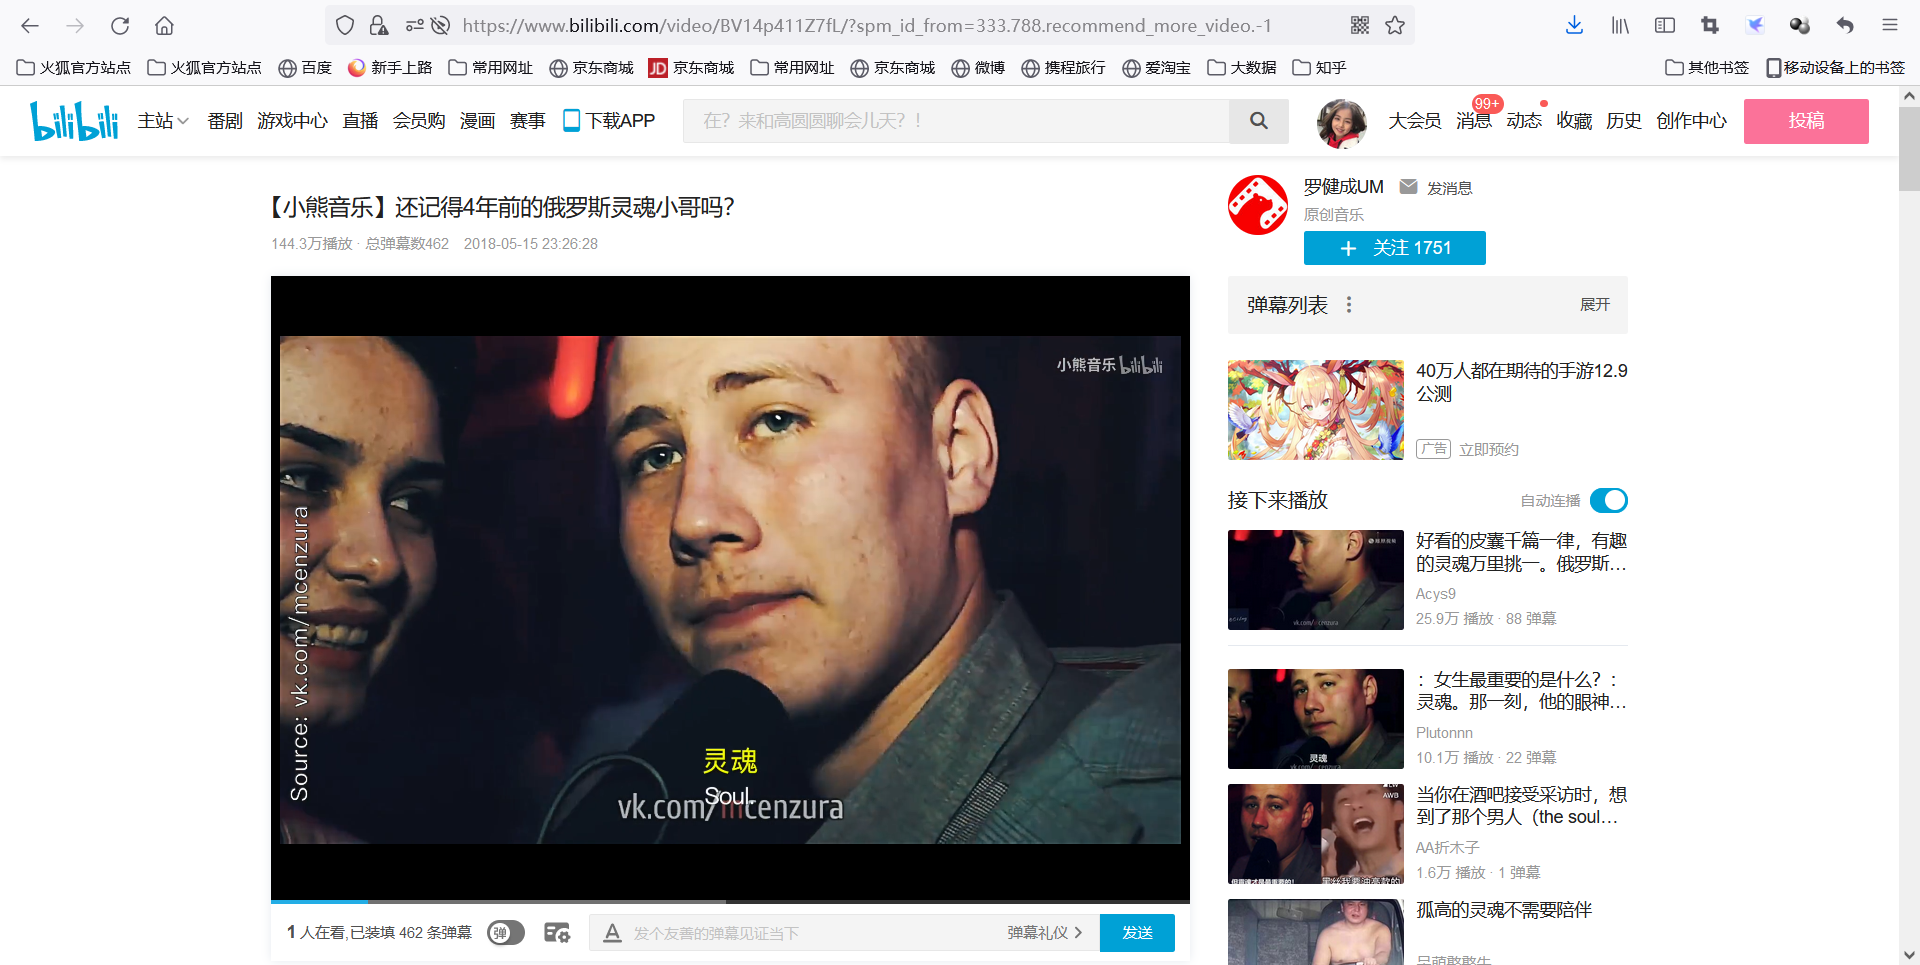 https://www.bilibili.com/video/BV14p411Z7fL/?spm_id_from=333.788.recommend_more_video.-1
火狐官方站点 火狐官方站点 百度 新手上路 常用网址 京东商城 JD 京东商城 常用网址 京东商城 微博 携程旅行 爱淘宝 大数据 知乎 其他书签 移动设备上的书签
bilibili 主站 番剧 游戏中心 直播 会员购 漫画 赛事 下载APP 在？来和高圆圆聊会儿天？！ 大会员 消息 99+ 动态 收藏 历史 创作中心 投稿
【小熊音乐】还记得4年前的俄罗斯灵魂小哥吗？
144.3万播放 · 总弹幕数462 2018-05-15 23:26:28
罗健成UM 发消息
原创音乐
+ 关注 1751
小熊音乐 bilibili
Source: vk.com/mcenzura
灵魂
Soul.
vk.com/mcenzura
1 人在看,已装填 462 条弹幕 弹 A 发个友善的弹幕见证当下 弹幕礼仪 发送
弹幕列表 展开
40万人都在期待的手游12.9
公测
广告 立即预约
接下来播放 自动连播
vk.com/mcenzura
好看的皮囊千篇一律，有趣
的灵魂万里挑一。俄罗斯…
Acys9
25.9万 播放 · 88 弹幕
灵魂
vk.com/mcenzura
：女生最重要的是什么？：
灵魂。那一刻，他的眼神…
Plutonnn
10.1万 播放 · 22 弹幕
AWB
当你在酒吧接受采访时，想
到了那个男人（the soul…
AA折木子
1.6万 播放 · 1 弹幕
孤高的灵魂不需要陪伴